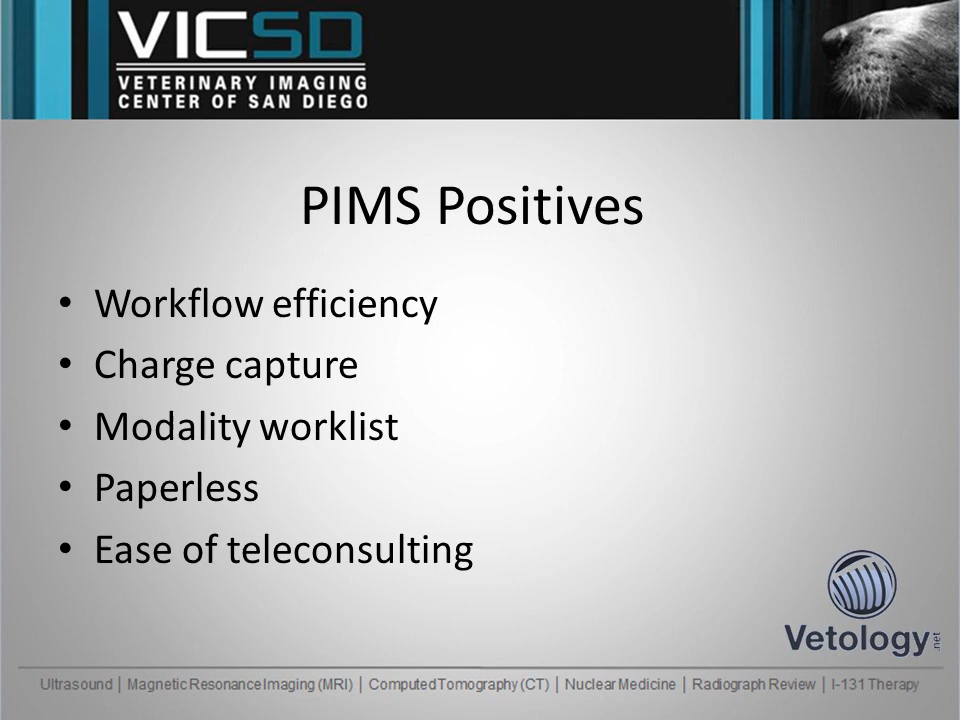 VICSD
VETERINARY IMAGING
CENTER OF SAN DIEGO
PIMS Positives
• Workflow efficiency
• Charge capture
• Modality worklist
• Paperless
• Ease of teleconsulting
Vetology.net
Ultrasound | Magnetic Resonance Imaging (MRI) | Computed Tomography (CT) | Nuclear Medicine | Radiograph Review | I-131 Therapy